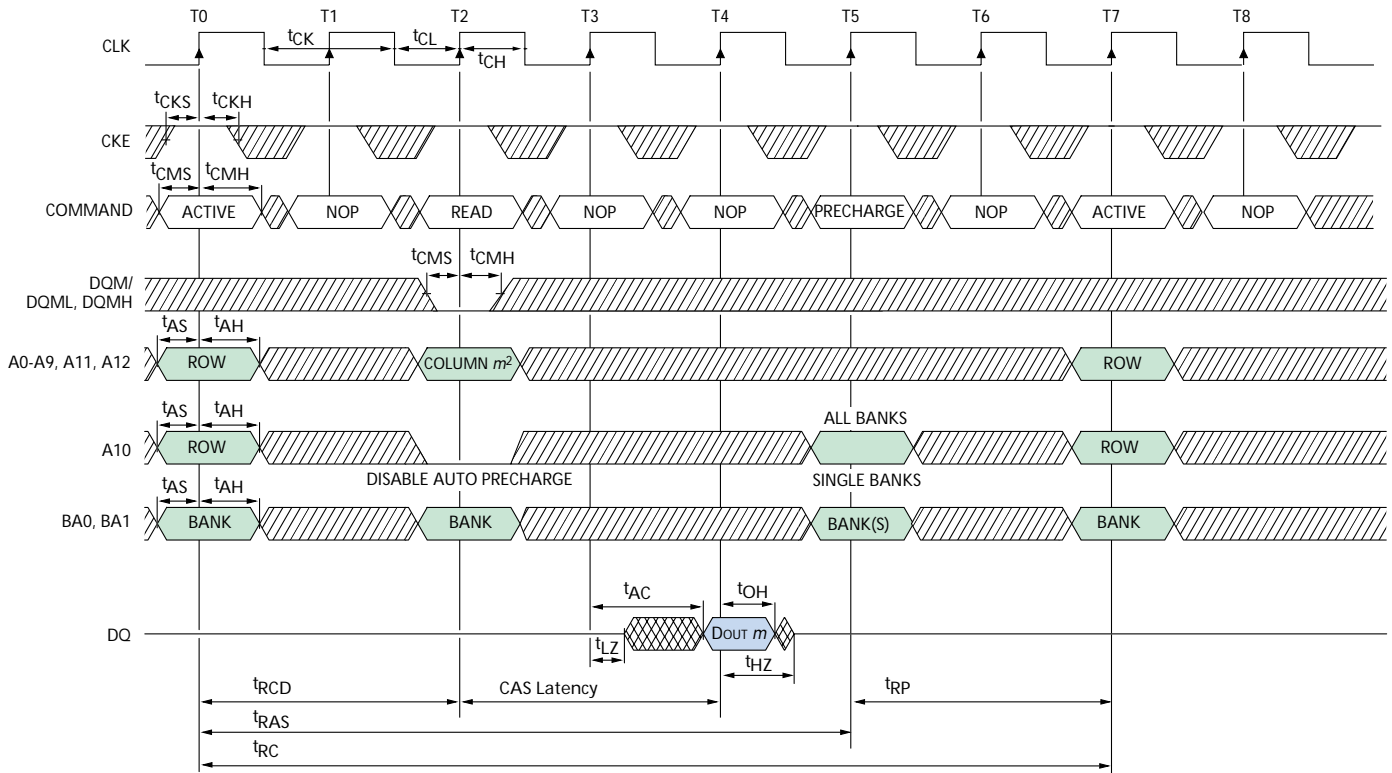 T0 T1 T2 T3 T4 T5 T6 T7 T8
CLK
tCK tCL
tCH
tCKS tCKH
CKE
tCMS tCMH
COMMAND ACTIVE NOP READ NOP NOP PRECHARGE NOP ACTIVE NOP
tCMS tCMH
DQM/
DQML, DQMH
tAS tAH
A0-A9, A11, A12 ROW COLUMN m2 ROW
tAS tAH
ALL BANKS
A10 ROW ROW
DISABLE AUTO PRECHARGE SINGLE BANKS
tAS tAH
BA0, BA1 BANK BANK BANK(S) BANK
tAC tOH
DQ DOUT m
tLZ tHZ
tRCD CAS Latency tRP
tRAS
tRC